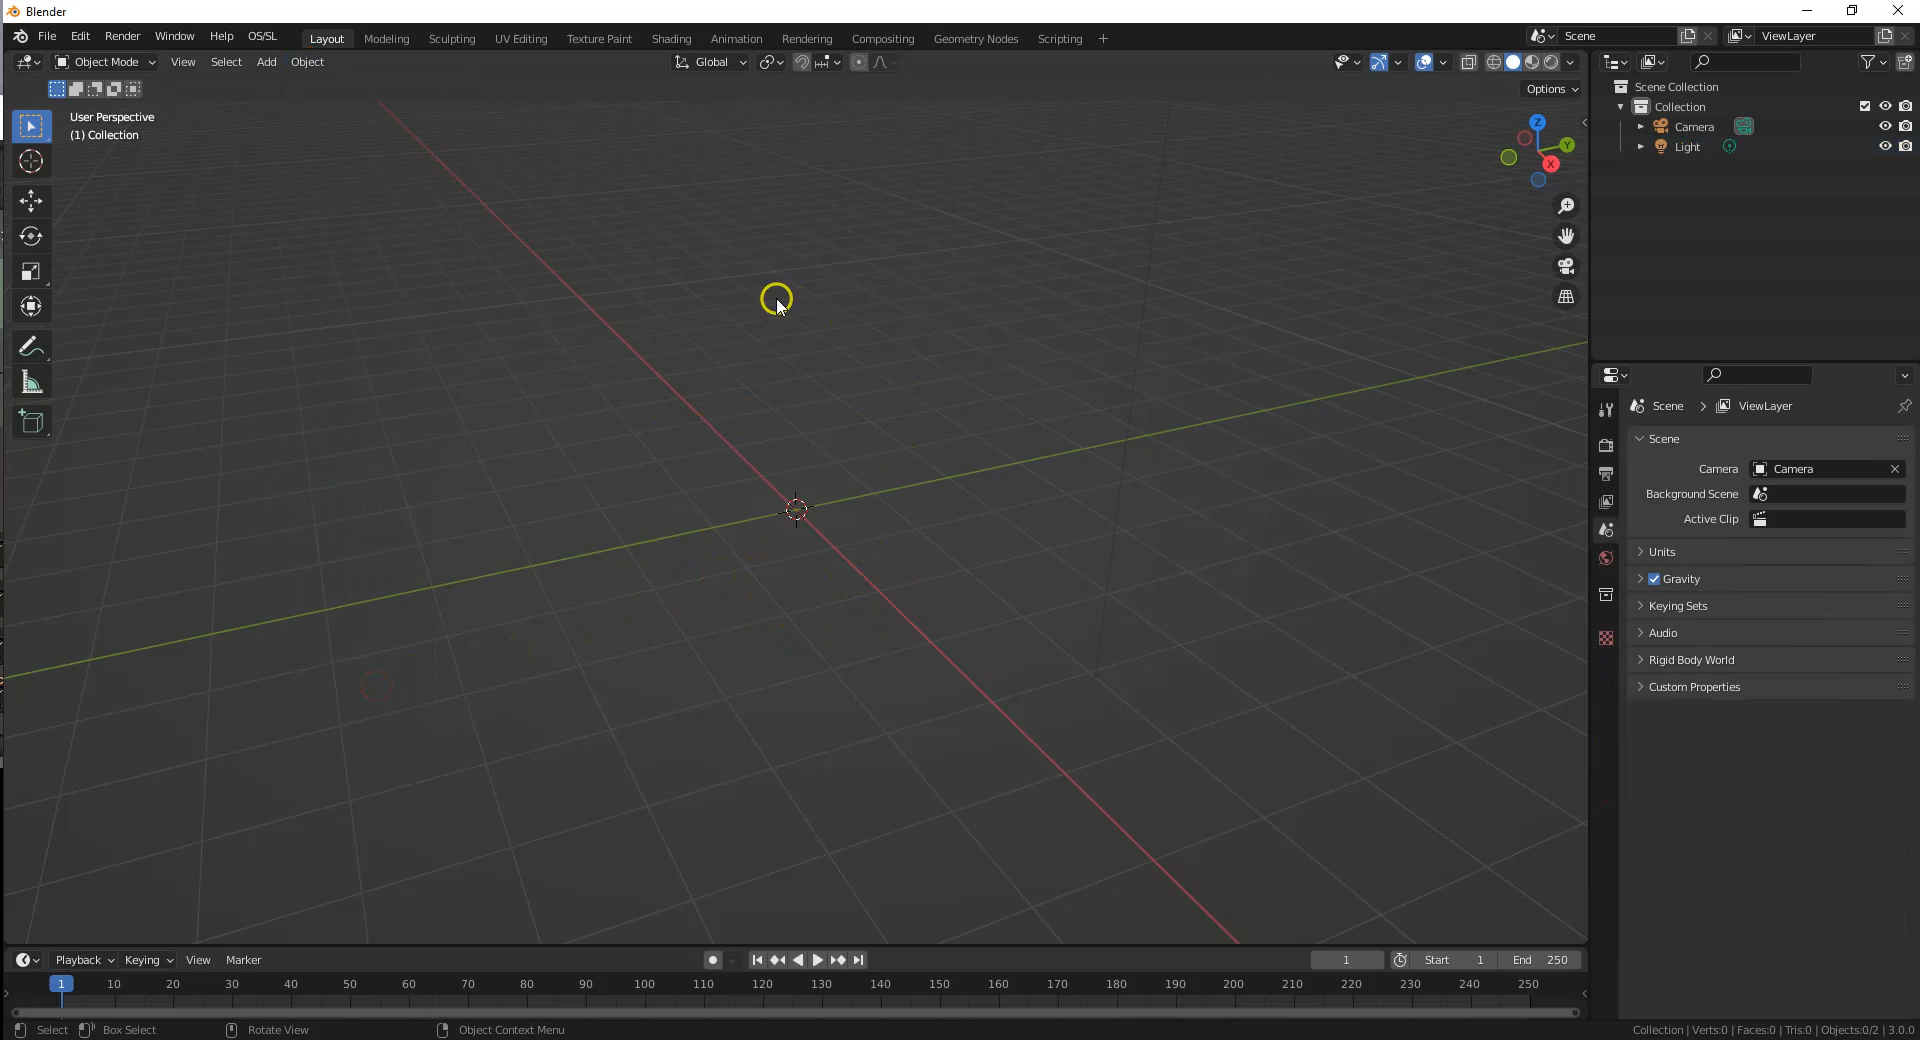 Blender
File Edit Render Window Help OS/SL Layout Modeling Sculpting UV Editing Texture Paint Shading Animation Rendering Compositing Geometry Nodes Scripting + Scene ViewLayer
Object Mode View Select Add Object Global
Options
User Perspective
(1) Collection
Z
Y
X
Scene Collection
Collection
Camera
Light
Scene > ViewLayer
Scene
Camera Camera
Background Scene
Active Clip
Units
Gravity
Keying Sets
Audio
Rigid Body World
Custom Properties
Playback Keying View Marker 1 Start 1 End 250
1 10 20 30 40 50 60 70 80 90 100 110 120 130 140 150 160 170 180 190 200 210 220 230 240 250
Select Box Select Rotate View Object Context Menu Collection | Verts:0 | Faces:0 | Tris:0 | Objects:0/2 | 3.0.0